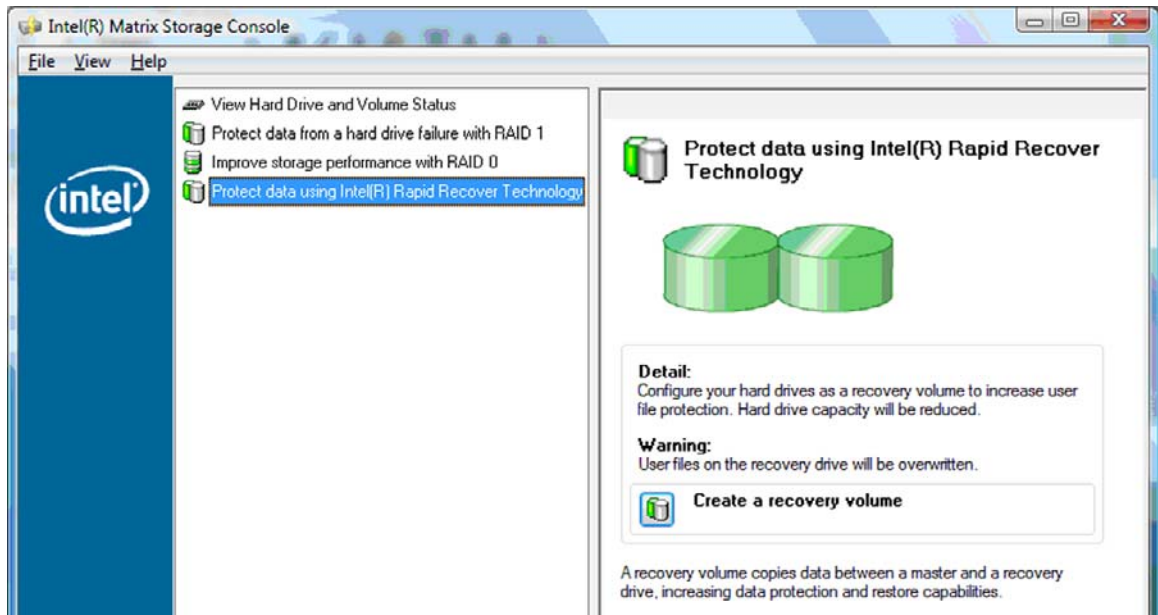 Intel(R) Matrix Storage Console
File View Help
intel
View Hard Drive and Volume Status
Protect data from a hard drive failure with RAID 1
Improve storage performance with RAID 0
Protect data using Intel(R) Rapid Recover Technology
Protect data using Intel(R) Rapid Recover
Technology
Detail:
Configure your hard drives as a recovery volume to increase user
file protection. Hard drive capacity will be reduced.
Warning:
User files on the recovery drive will be overwritten.
Create a recovery volume
A recovery volume copies data between a master and a recovery
drive, increasing data protection and restore capabilities.